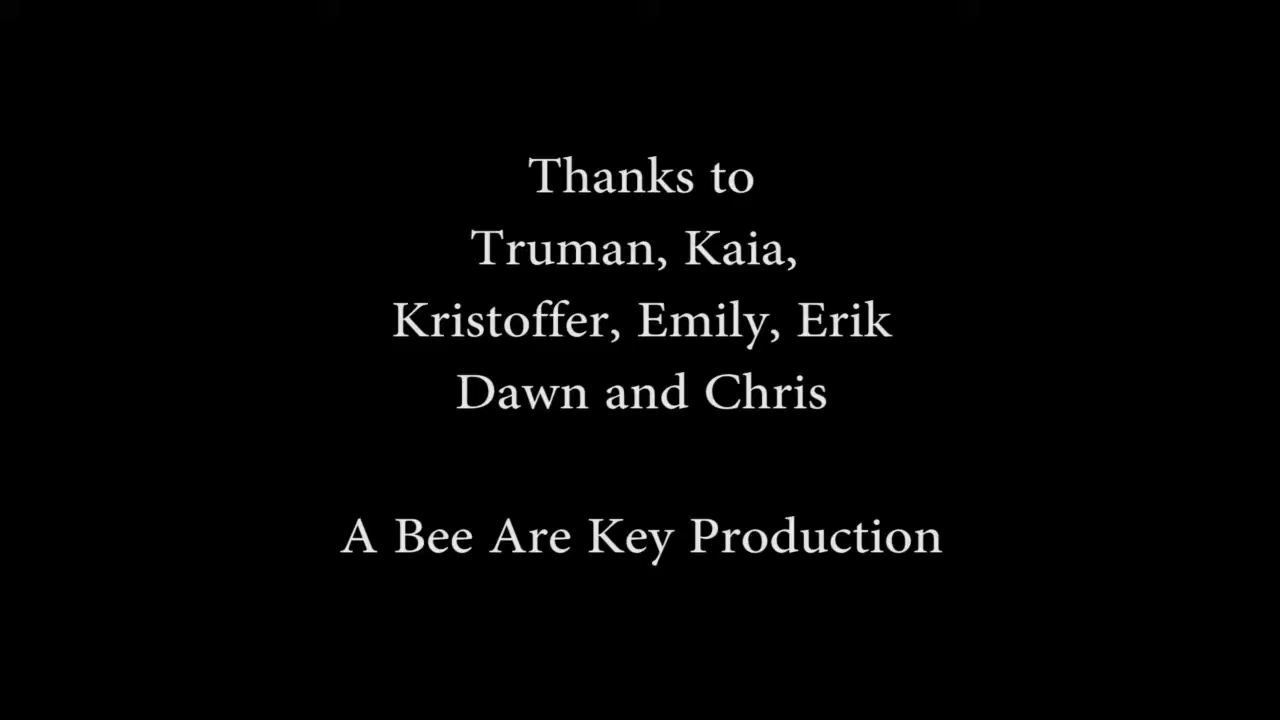 Thanks to
Truman, Kaia,
Kristoffer, Emily, Erik
Dawn and Chris
A Bee Are Key Production